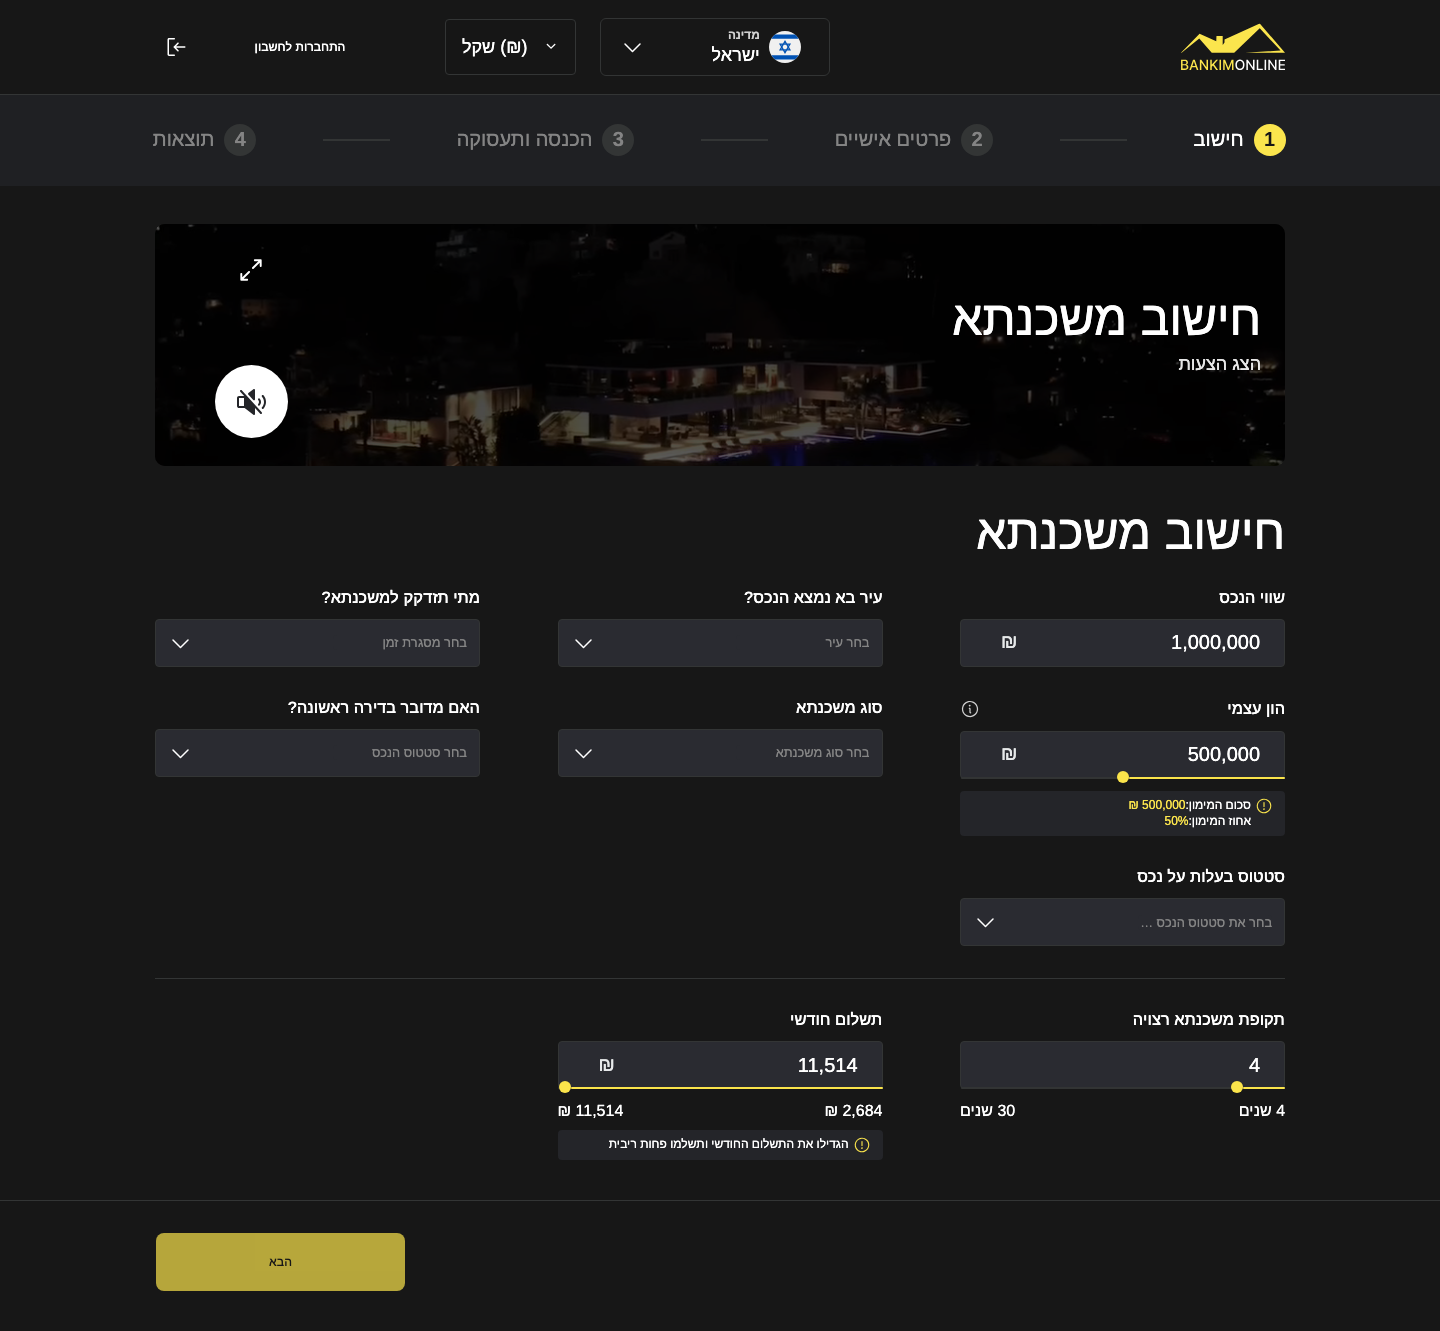 BANKIMONLINE
מדינה
ישראל
שקל (₪)
התחברות לחשבון
1 חישוב
2 פרטים אישיים
3 הכנסה ותעסוקה
4 תוצאות
חישוב משכנתא
הצג הצעות
חישוב משכנתא
שווי הנכס
1,000,000 ₪
עיר בא נמצא הנכס?
בחר עיר
מתי תזדקק למשכנתא?
בחר מסגרת זמן
הון עצמי
500,000 ₪
סכום המימון:500,000 ₪
אחוז המימון:50%
סוג משכנתא
בחר סוג משכנתא
האם מדובר בדירה ראשונה?
בחר סטטוס הנכס
סטטוס בעלות על נכס
בחר את סטטוס הנכס ...
תקופת משכנתא רצויה
4
4 שנים
30 שנים
תשלום חודשי
11,514 ₪
2,684 ₪
11,514 ₪
הגדילו את התשלום החודשי ותשלמו פחות ריבית
הבא